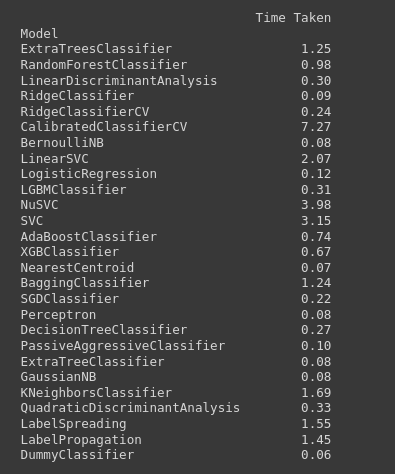 Time Taken
Model
ExtraTreesClassifier 1.25
RandomForestClassifier 0.98
LinearDiscriminantAnalysis 0.30
RidgeClassifier 0.09
RidgeClassifierCV 0.24
CalibratedClassifierCV 7.27
BernoulliNB 0.08
LinearSVC 2.07
LogisticRegression 0.12
LGBMClassifier 0.31
NuSVC 3.98
SVC 3.15
AdaBoostClassifier 0.74
XGBClassifier 0.67
NearestCentroid 0.07
BaggingClassifier 1.24
SGDClassifier 0.22
Perceptron 0.08
DecisionTreeClassifier 0.27
PassiveAggressiveClassifier 0.10
ExtraTreeClassifier 0.08
GaussianNB 0.08
KNeighborsClassifier 1.69
QuadraticDiscriminantAnalysis 0.33
LabelSpreading 1.55
LabelPropagation 1.45
DummyClassifier 0.06